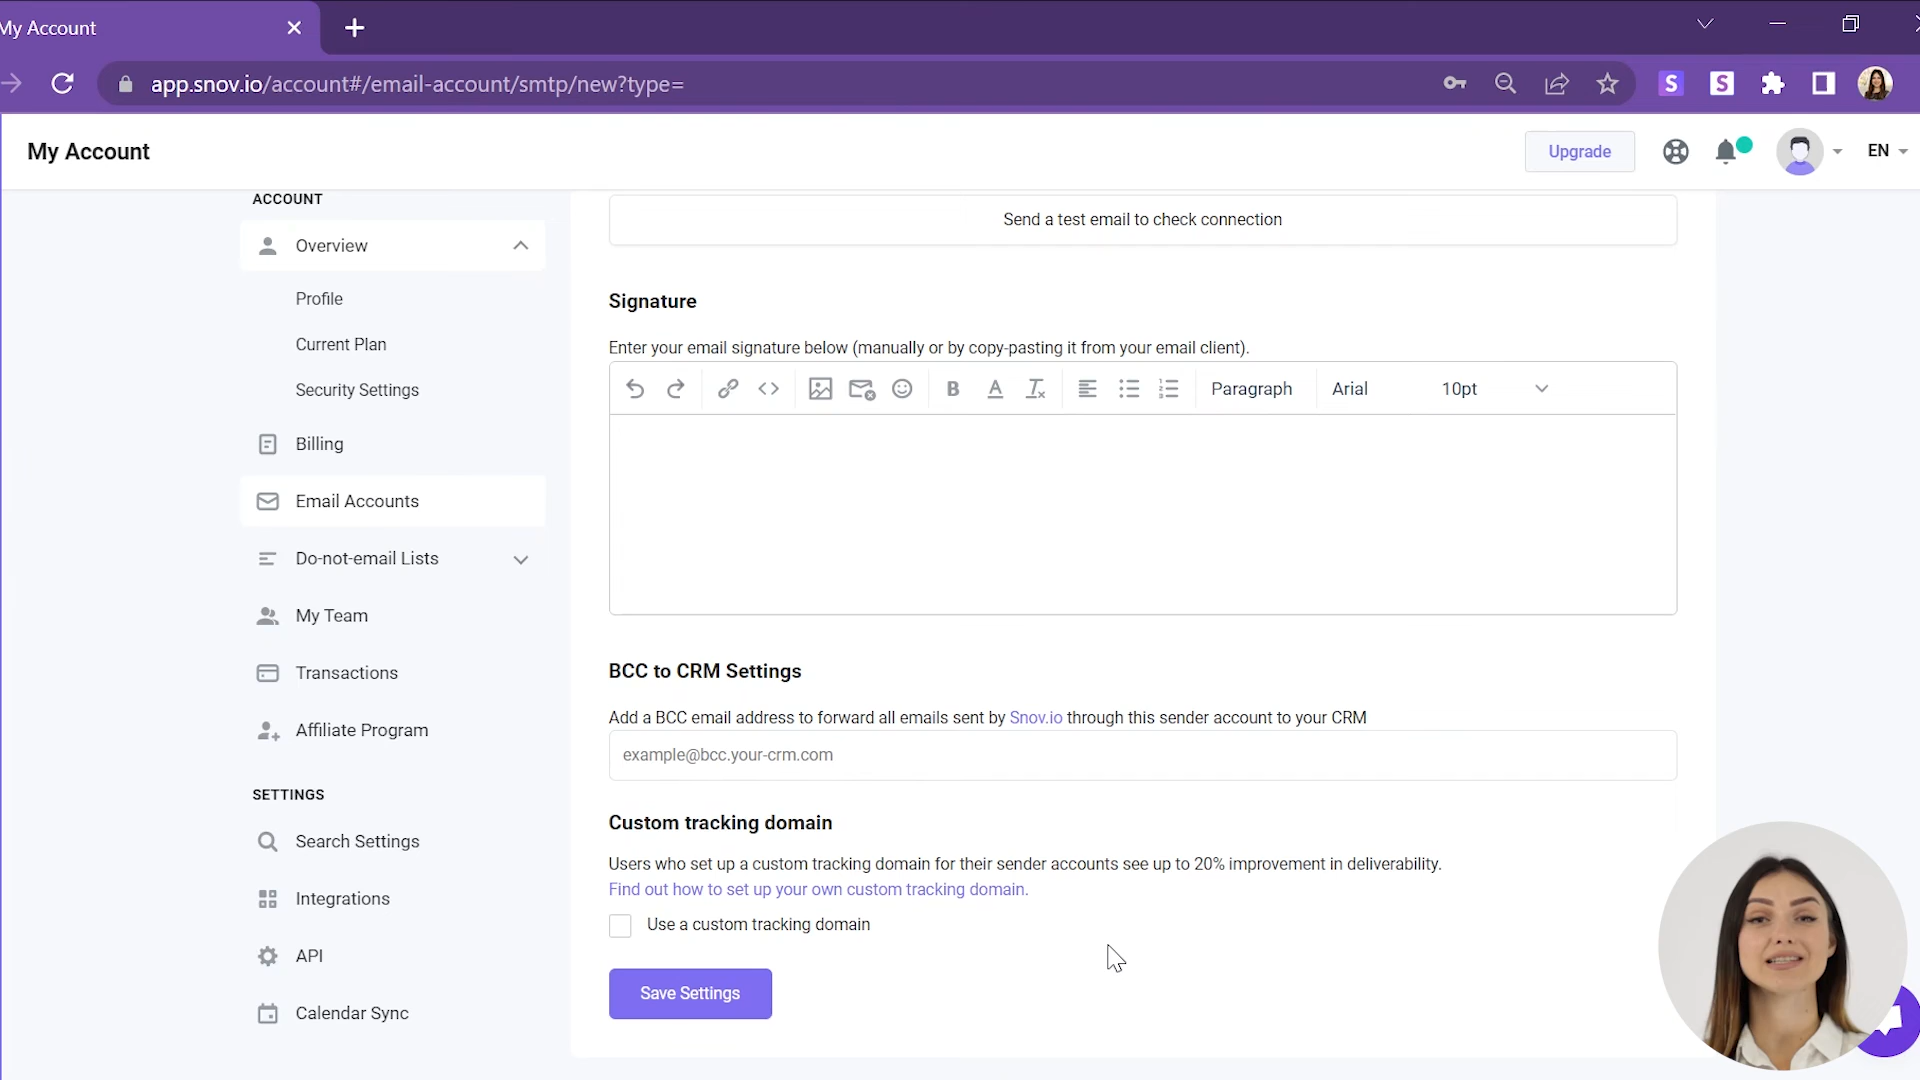 My Account
app.snov.io/account#/email-account/smtp/new?type=
S
S
My Account
Upgrade
EN
ACCOUNT
Overview
Profile
Current Plan
Security Settings
Billing
Email Accounts
Do-not-email Lists
My Team
Transactions
Affiliate Program
SETTINGS
Search Settings
Integrations
API
Calendar Sync
Send a test email to check connection
Signature
Enter your email signature below (manually or by copy-pasting it from your email client).
B A Paragraph Arial 10pt
BCC to CRM Settings
Add a BCC email address to forward all emails sent by Snov.io through this sender account to your CRM
example@bcc.your-crm.com
Custom tracking domain
Users who set up a custom tracking domain for their sender accounts see up to 20% improvement in deliverability.
Find out how to set up your own custom tracking domain.
Use a custom tracking domain
Save Settings